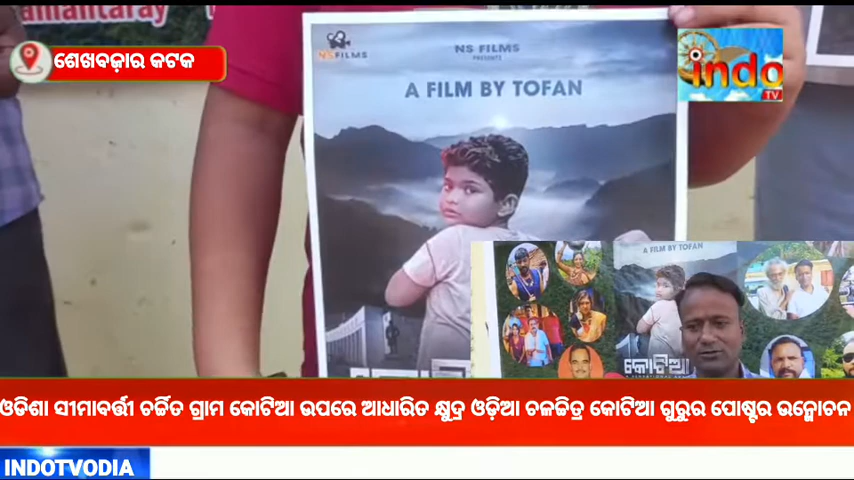 amantaray
ଶେଖବଜ଼ାର କଟକ
NS FILMS
NS FILMS
PRESENTS
A FILM BY TOFAN
indo
TV
A FILM BY TOFAN
କୋଟିଆ
ଓଡିଶା ସୀମାବର୍ତ୍ତୀ ଚର୍ଚ୍ଚିତ ଗ୍ରାମ କୋଟିଆ ଉପରେ ଆଧାରିତ କ୍ଷୁଦ୍ର ଓଡ଼ିଆ ଚଳଚ୍ଚିତ୍ର କୋଟିଆ ଗୁରୁର ପୋଷ୍ଟର ଉନ୍ମୋଚନ
INDOTVODIA